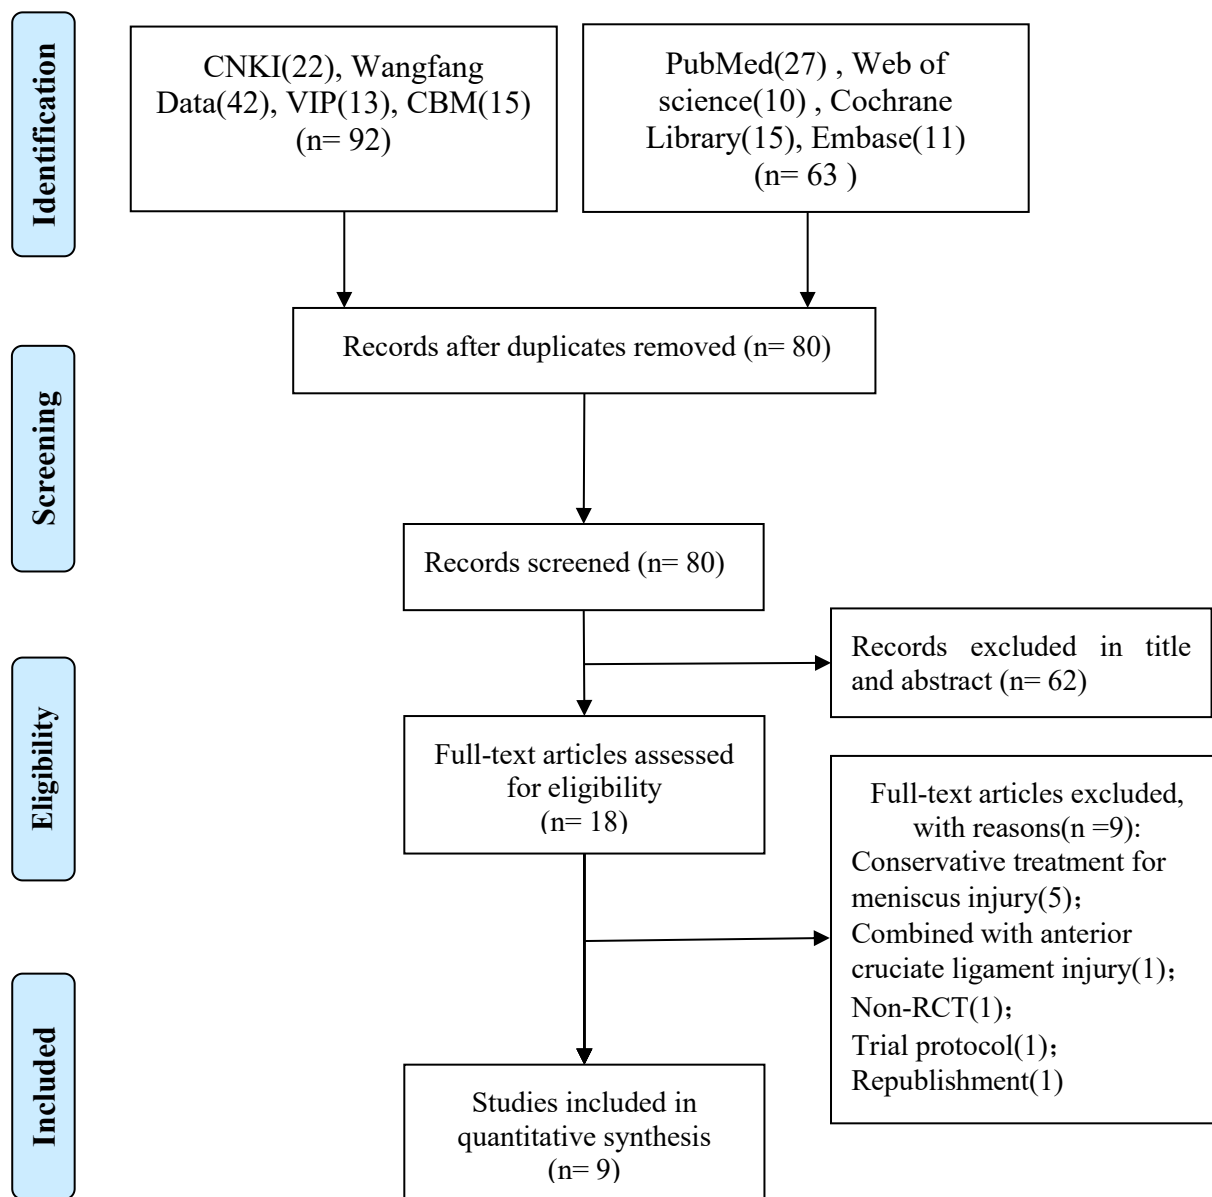 Identification
CNKI(22), Wangfang
Data(42), VIP(13), CBM(15)
(n= 92)
PubMed(27) , Web of
science(10) , Cochrane
Library(15), Embase(11)
(n= 63 )
Records after duplicates removed (n= 80)
Screening
Records screened (n= 80)
Records excluded in title
and abstract (n= 62)
Eligibility
Full-text articles assessed
for eligibility
(n= 18)
Full-text articles excluded,
with reasons(n =9):
Conservative treatment for
meniscus injury(5)；
Combined with anterior
cruciate ligament injury(1)；
Non-RCT(1)；
Trial protocol(1)；
Republishment(1)
Included
Studies included in
quantitative synthesis
(n= 9)